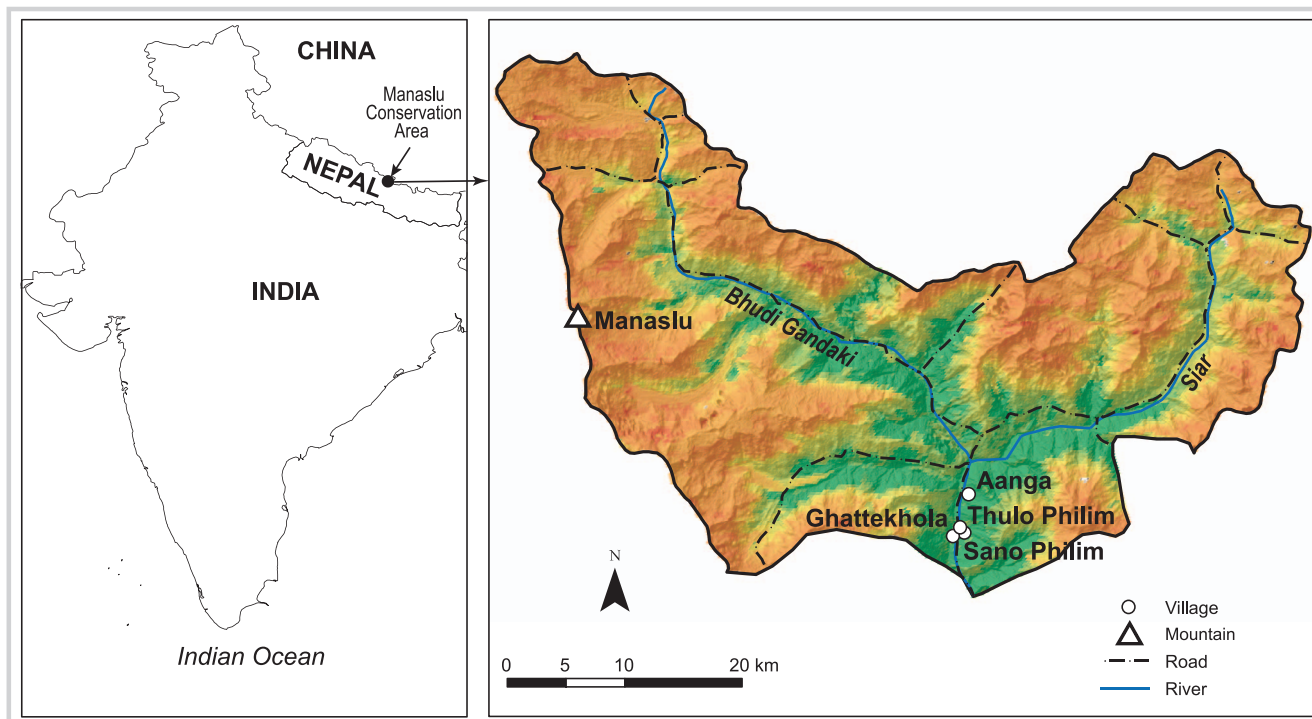 CHINA
Manaslu
Conservation
Area
NEPAL
INDIA
Indian Ocean
Manaslu
Bhudi Gandaki
Siar
Aanga
Ghattekhola
Thulo Philim
Sano Philim
N
0 5 10 20 km
Village
Mountain
Road
River